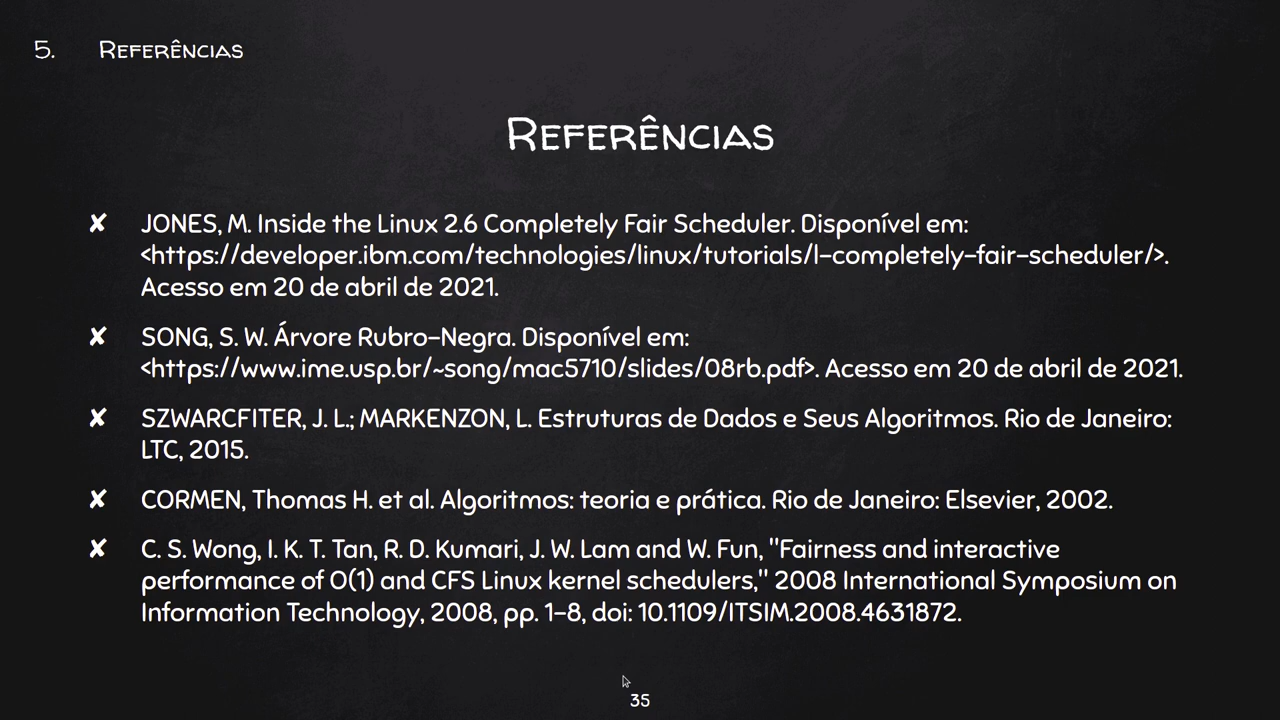 5. Referências
Referências
✘ JONES, M. Inside the Linux 2.6 Completely Fair Scheduler. Disponível em:
<https://developer.ibm.com/technologies/linux/tutorials/l-completely-fair-scheduler/>.
Acesso em 20 de abril de 2021.
✘ SONG, S. W. Árvore Rubro-Negra. Disponível em:
<https://www.ime.usp.br/~song/mac5710/slides/08rb.pdf>. Acesso em 20 de abril de 2021.
✘ SZWARCFITER, J. L.; MARKENZON, L. Estruturas de Dados e Seus Algoritmos. Rio de Janeiro:
LTC, 2015.
✘ CORMEN, Thomas H. et al. Algoritmos: teoria e prática. Rio de Janeiro: Elsevier, 2002.
✘ C. S. Wong, I. K. T. Tan, R. D. Kumari, J. W. Lam and W. Fun, "Fairness and interactive
performance of O(1) and CFS Linux kernel schedulers," 2008 International Symposium on
Information Technology, 2008, pp. 1-8, doi: 10.1109/ITSIM.2008.4631872.
35